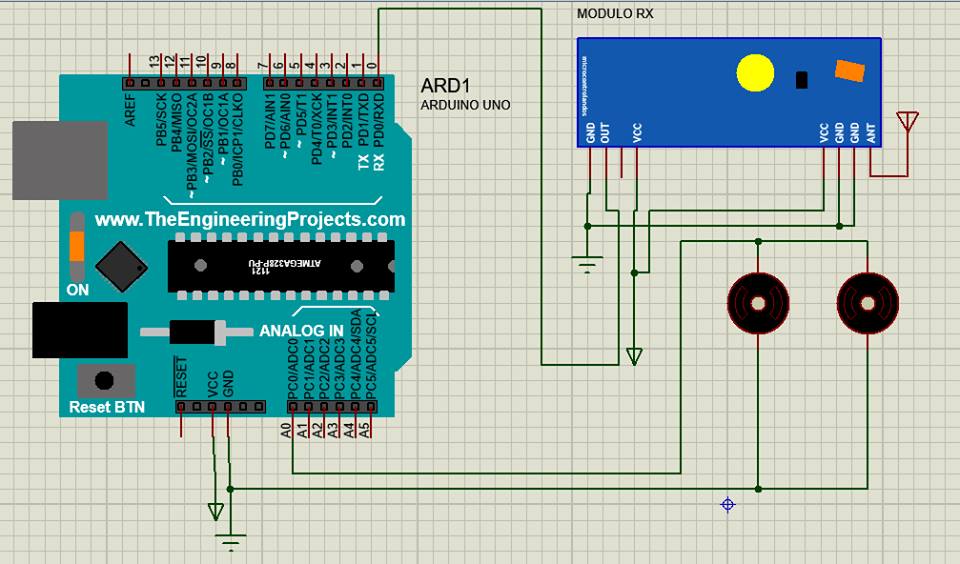 MODULO RX
ARD1
ARDUINO UNO
13
12
11
10
9
8
7
6
5
4
3
2
1
0
AREF
PB5/SCK
PB4/MISO
~PB3/MOSI/OC2A
~PB2/SS/OC1B
~PB1/OC1A
PB0/ICP1/CLKO
PD7/AIN1
~PD6/AIN0
~PD5/T1
PD4/T0/XCK
~PD3/INT1
PD2/INT0
TX PD1/TXD
RX PD0/RXD
microcontrolandos
GND
OUT
VCC
VCC
GND
GND
ANT
www.TheEngineeringProjects.com
ATMEGA328P-PU
1121
ON
ANALOG IN
Reset BTN
RESET
VCC
GND
PC0/ADC0
PC1/ADC1
PC2/ADC2
PC3/ADC3
PC4/ADC4/SDA
PC5/ADC5/SCL
A0
A1
A2
A3
A4
A5